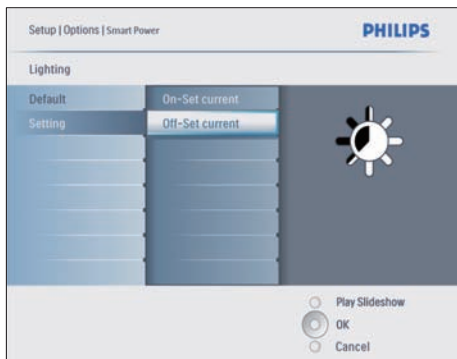 Setup | Options | Smart Power
PHILIPS
Lighting
Default
On-Set current
Setting
Off-Set current
Play Slideshow
OK
Cancel